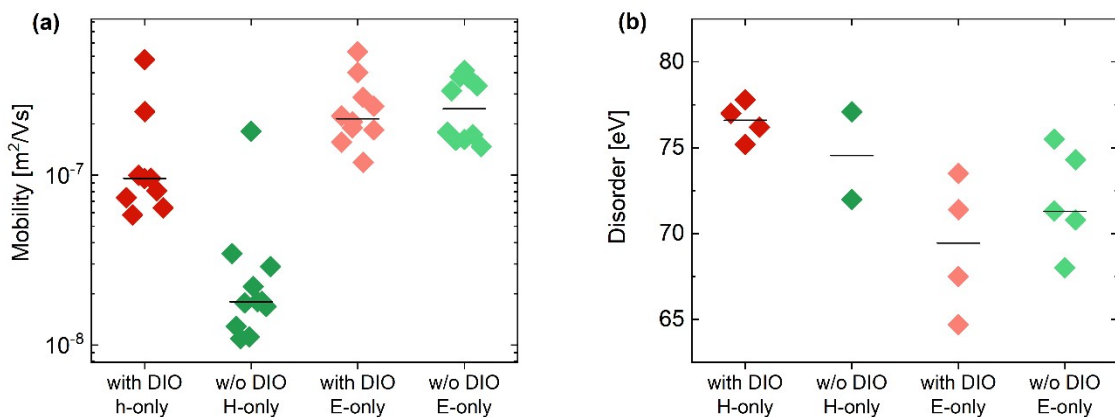 (a)
Mobility [m²/Vs]
10⁻⁷
10⁻⁸
with DIO
h-only
w/o DIO
H-only
with DIO
E-only
w/o DIO
E-only
(b)
Disorder [eV]
80
75
70
65
with DIO
H-only
w/o DIO
H-only
with DIO
E-only
w/o DIO
E-only